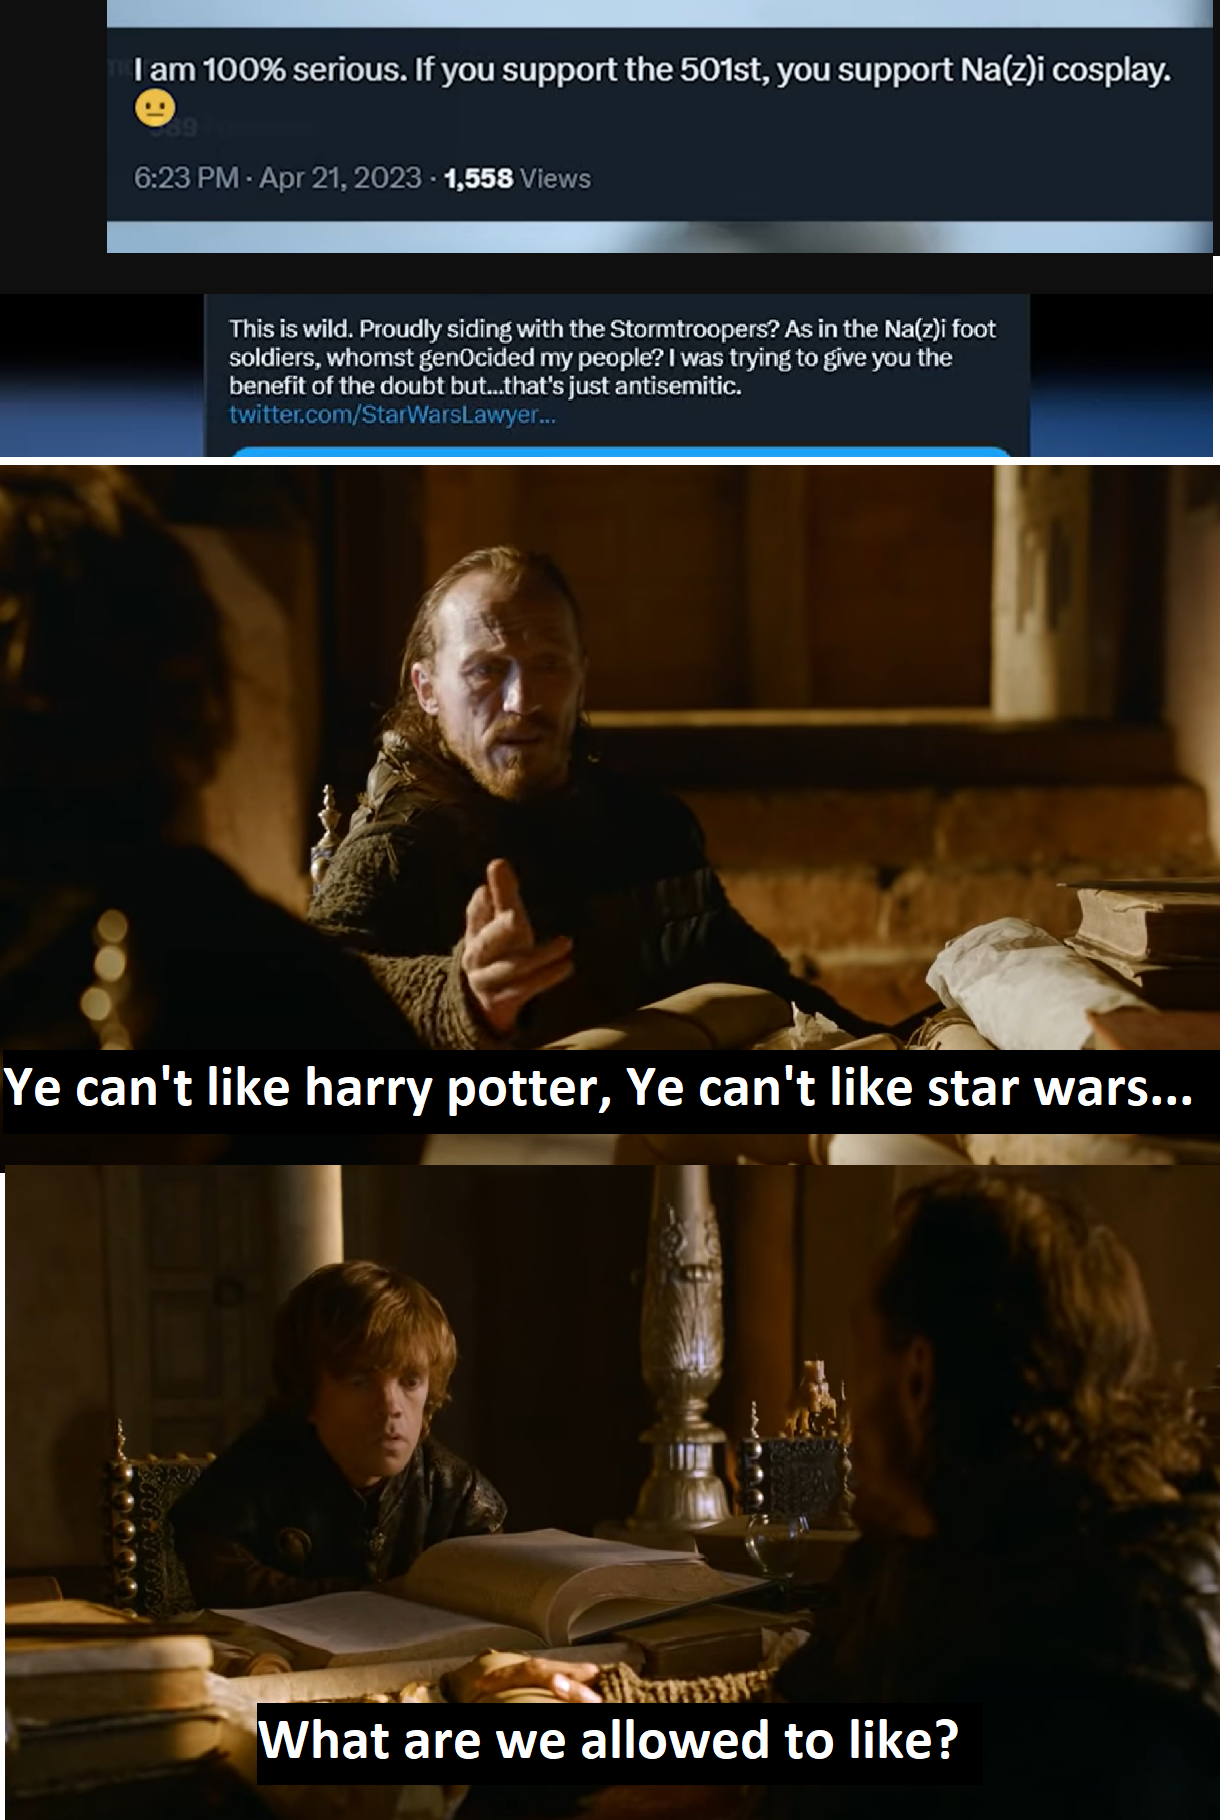 I am 100% serious. If you support the 501st, you support Na(z)i cosplay.
😐
6:23 PM · Apr 21, 2023 · 1,558 Views
This is wild. Proudly siding with the Stormtroopers? As in the Na(z)i foot
soldiers, whomst gen0cided my people? I was trying to give you the
benefit of the doubt but...that's just antisemitic.
twitter.com/StarWarsLawyer...
Ye can't like harry potter, Ye can't like star wars...
What are we allowed to like?